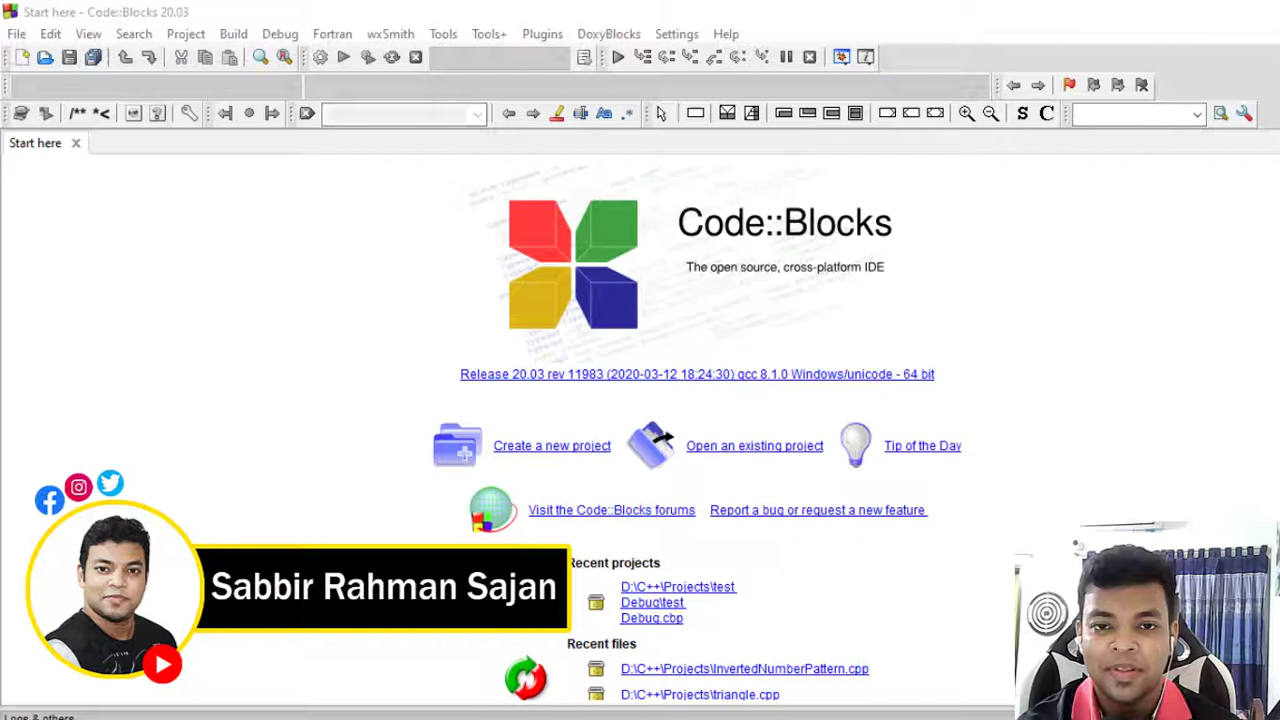 Start here - Code::Blocks 20.03
File Edit View Search Project Build Debug Fortran wxSmith Tools Tools+ Plugins DoxyBlocks Settings Help
Start here
Code::Blocks
The open source, cross-platform IDE
Release 20.03 rev 11983 (2020-03-12 18:24:30) gcc 8.1.0 Windows/unicode - 64 bit
Create a new project Open an existing project Tip of the Day
Visit the Code::Blocks forums Report a bug or request a new feature
Recent projects
D:\C++\Projects\test
Debug\test
Debug.cbp
Recent files
D:\C++\Projects\InvertedNumberPattern.cpp
D:\C++\Projects\triangle.cpp
Sabbir Rahman Sajan
Logs & others